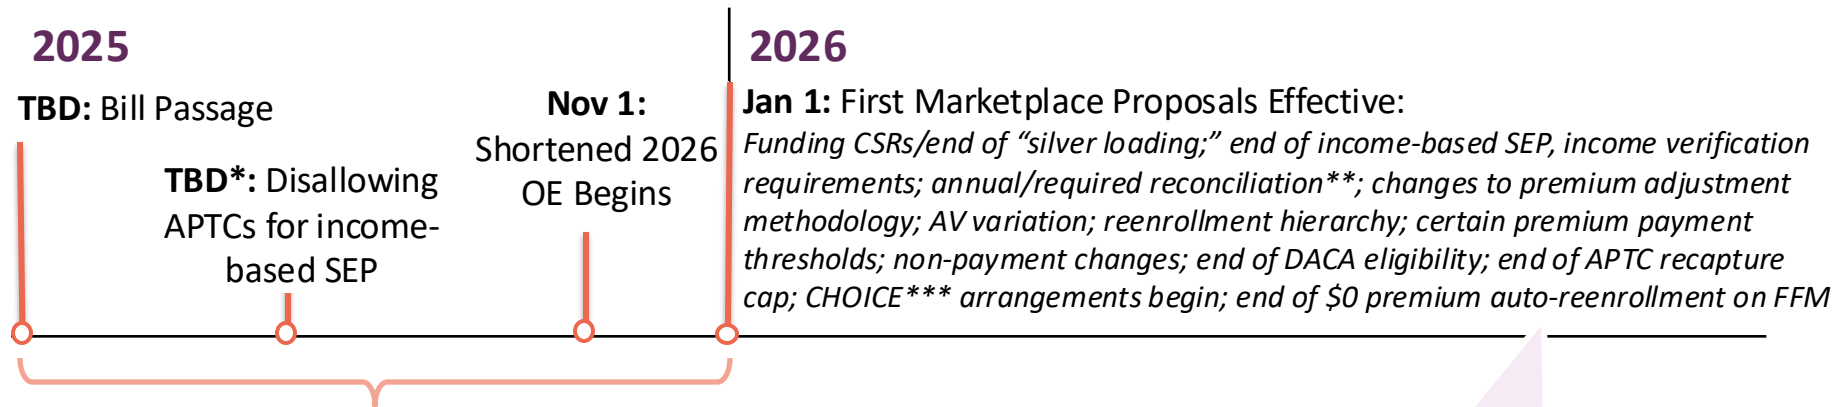 2025
TBD: Bill Passage
TBD*: Disallowing
APTCs for income-
based SEP
Nov 1:
Shortened 2026
OE Begins
2026
Jan 1: First Marketplace Proposals Effective:
Funding CSRs/end of “silver loading;” end of income-based SEP, income verification
requirements; annual/required reconciliation**; changes to premium adjustment
methodology; AV variation; reenrollment hierarchy; certain premium payment
thresholds; non-payment changes; end of DACA eligibility; end of APTC recapture
cap; CHOICE*** arrangements begin; end of $0 premium auto-reenrollment on FFM